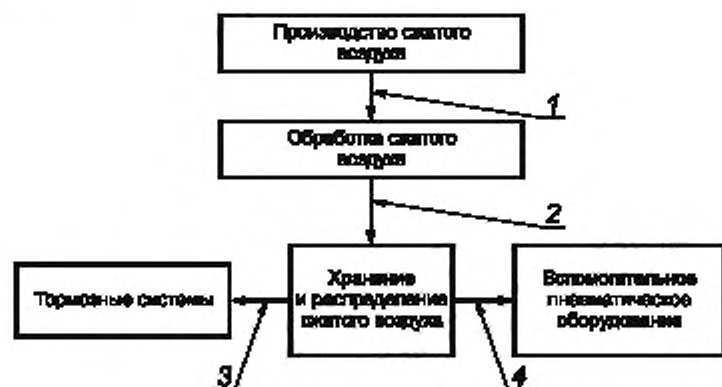 Производство сжатого
воздуха
1
Обработка сжатого
воздуха
2
Тормозные системы
Хранение
и распределение
сжатого воздуха
Вспомогательное
пневматическое
оборудование
3
4